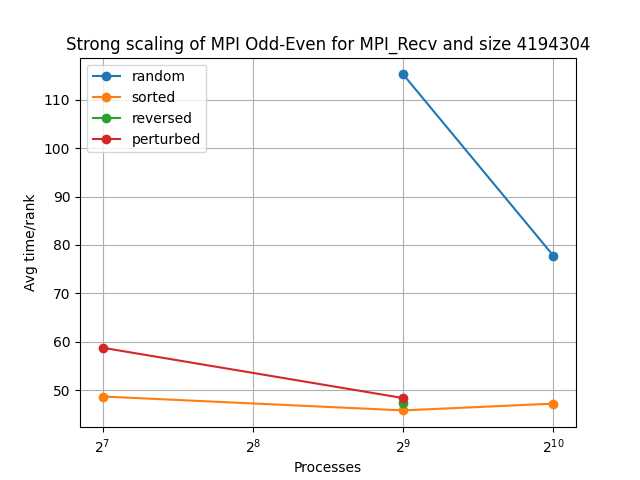 Strong scaling of MPI Odd-Even for MPI_Recv and size 4194304
random
sorted
reversed
perturbed
110
100
90
80
70
60
50
Avg time/rank
2^7
2^8
2^9
2^10
Processes